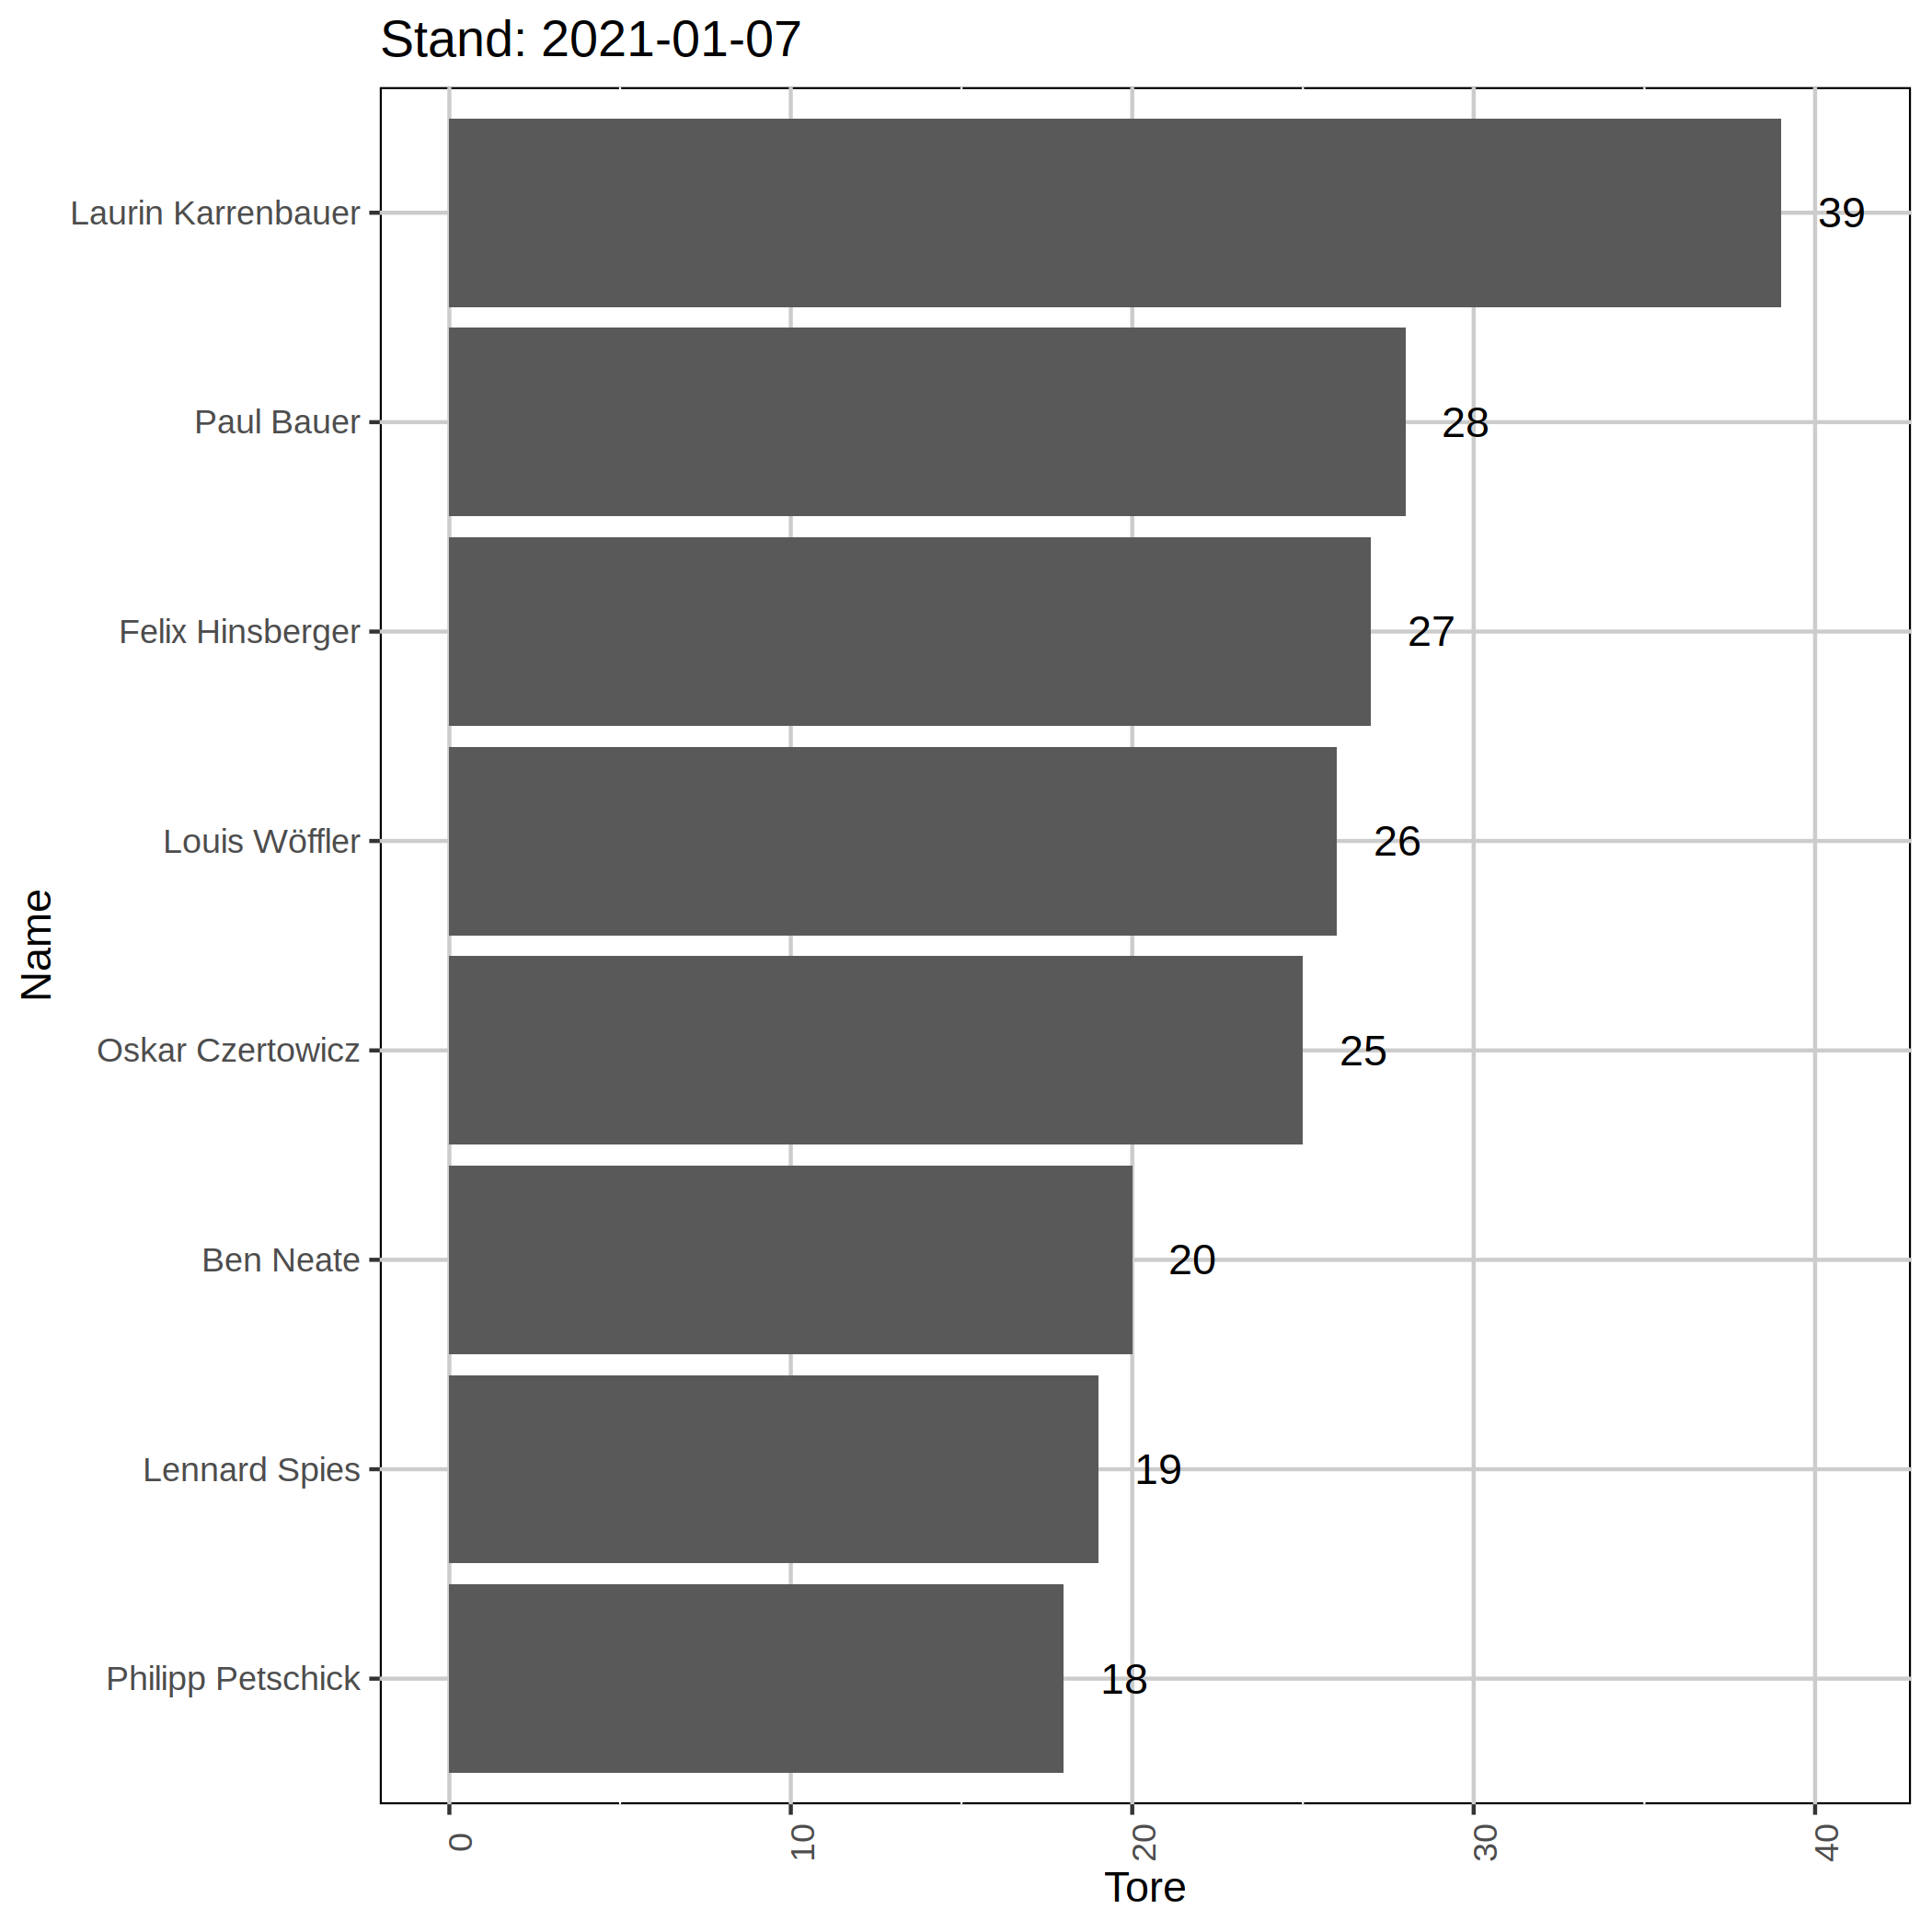 Stand: 2021-01-07
Name
Laurin Karrenbauer 39
Paul Bauer 28
Felix Hinsberger 27
Louis Wöffler 26
Oskar Czertowicz 25
Ben Neate 20
Lennard Spies 19
Philipp Petschick 18
0 10 20 30 40
Tore